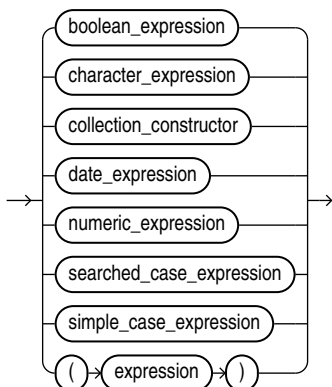 boolean_expression
character_expression
collection_constructor
date_expression
numeric_expression
searched_case_expression
simple_case_expression
( expression )